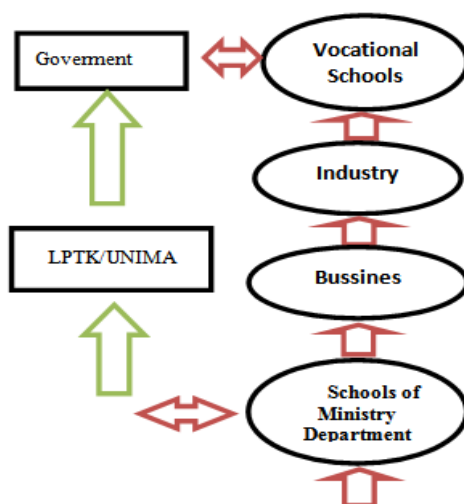 Goverment
Vocational
Schools
Industry
LPTK/UNIMA
Bussines
Schools of
Ministry
Department